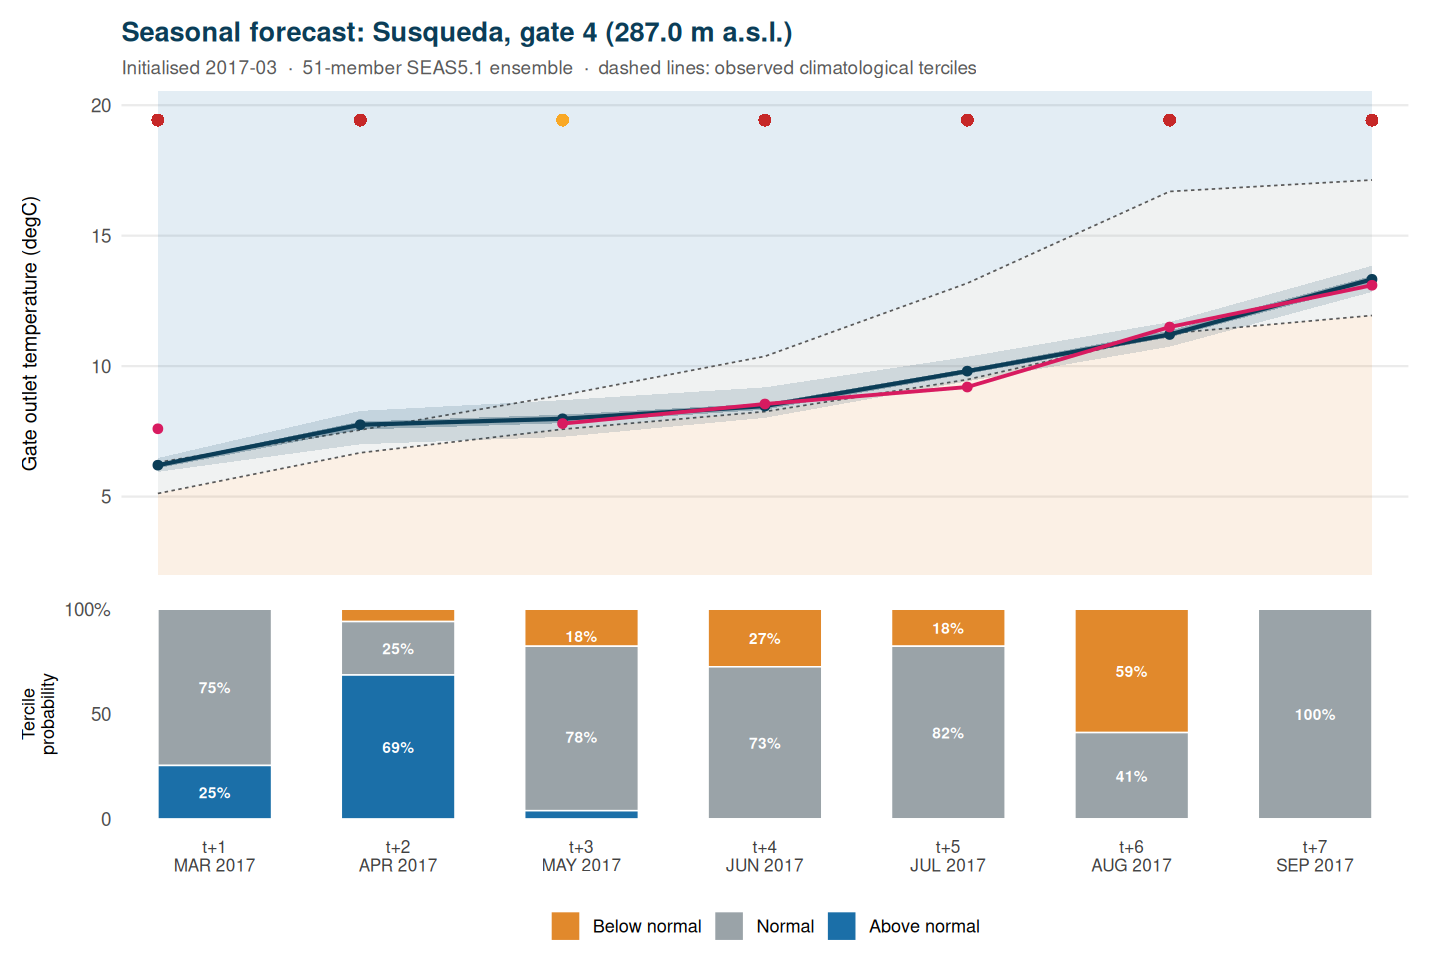 Seasonal forecast: Susqueda, gate 4 (287.0 m a.s.l.)
Initialised 2017-03 · 51-member SEAS5.1 ensemble · dashed lines: observed climatological terciles
Gate outlet temperature (degC)
20
15
10
5
Tercile
probability
100%
50
0
75%
25%
25%
69%
18%
78%
27%
73%
18%
82%
59%
41%
100%
t+1
MAR 2017
t+2
APR 2017
t+3
MAY 2017
t+4
JUN 2017
t+5
JUL 2017
t+6
AUG 2017
t+7
SEP 2017
Below normal
Normal
Above normal